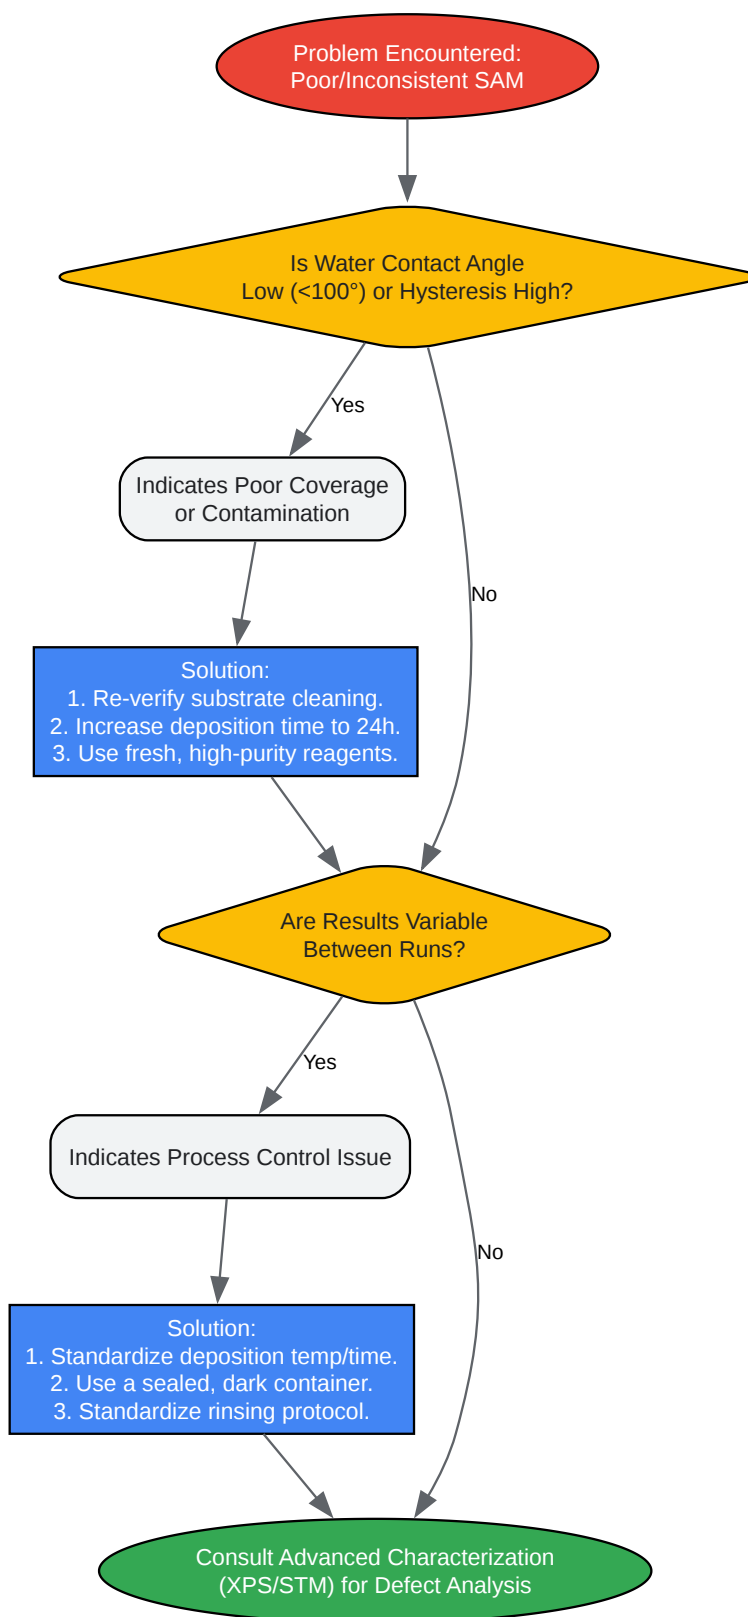 Problem Encountered:
Poor/Inconsistent SAM
Is Water Contact Angle
Low (<100°) or Hysteresis High?
Yes
Indicates Poor Coverage
or Contamination
No
Solution:
1. Re-verify substrate cleaning.
2. Increase deposition time to 24h.
3. Use fresh, high-purity reagents.
Are Results Variable
Between Runs?
Yes
Indicates Process Control Issue
No
Solution:
1. Standardize deposition temp/time.
2. Use a sealed, dark container.
3. Standardize rinsing protocol.
Consult Advanced Characterization
(XPS/STM) for Defect Analysis